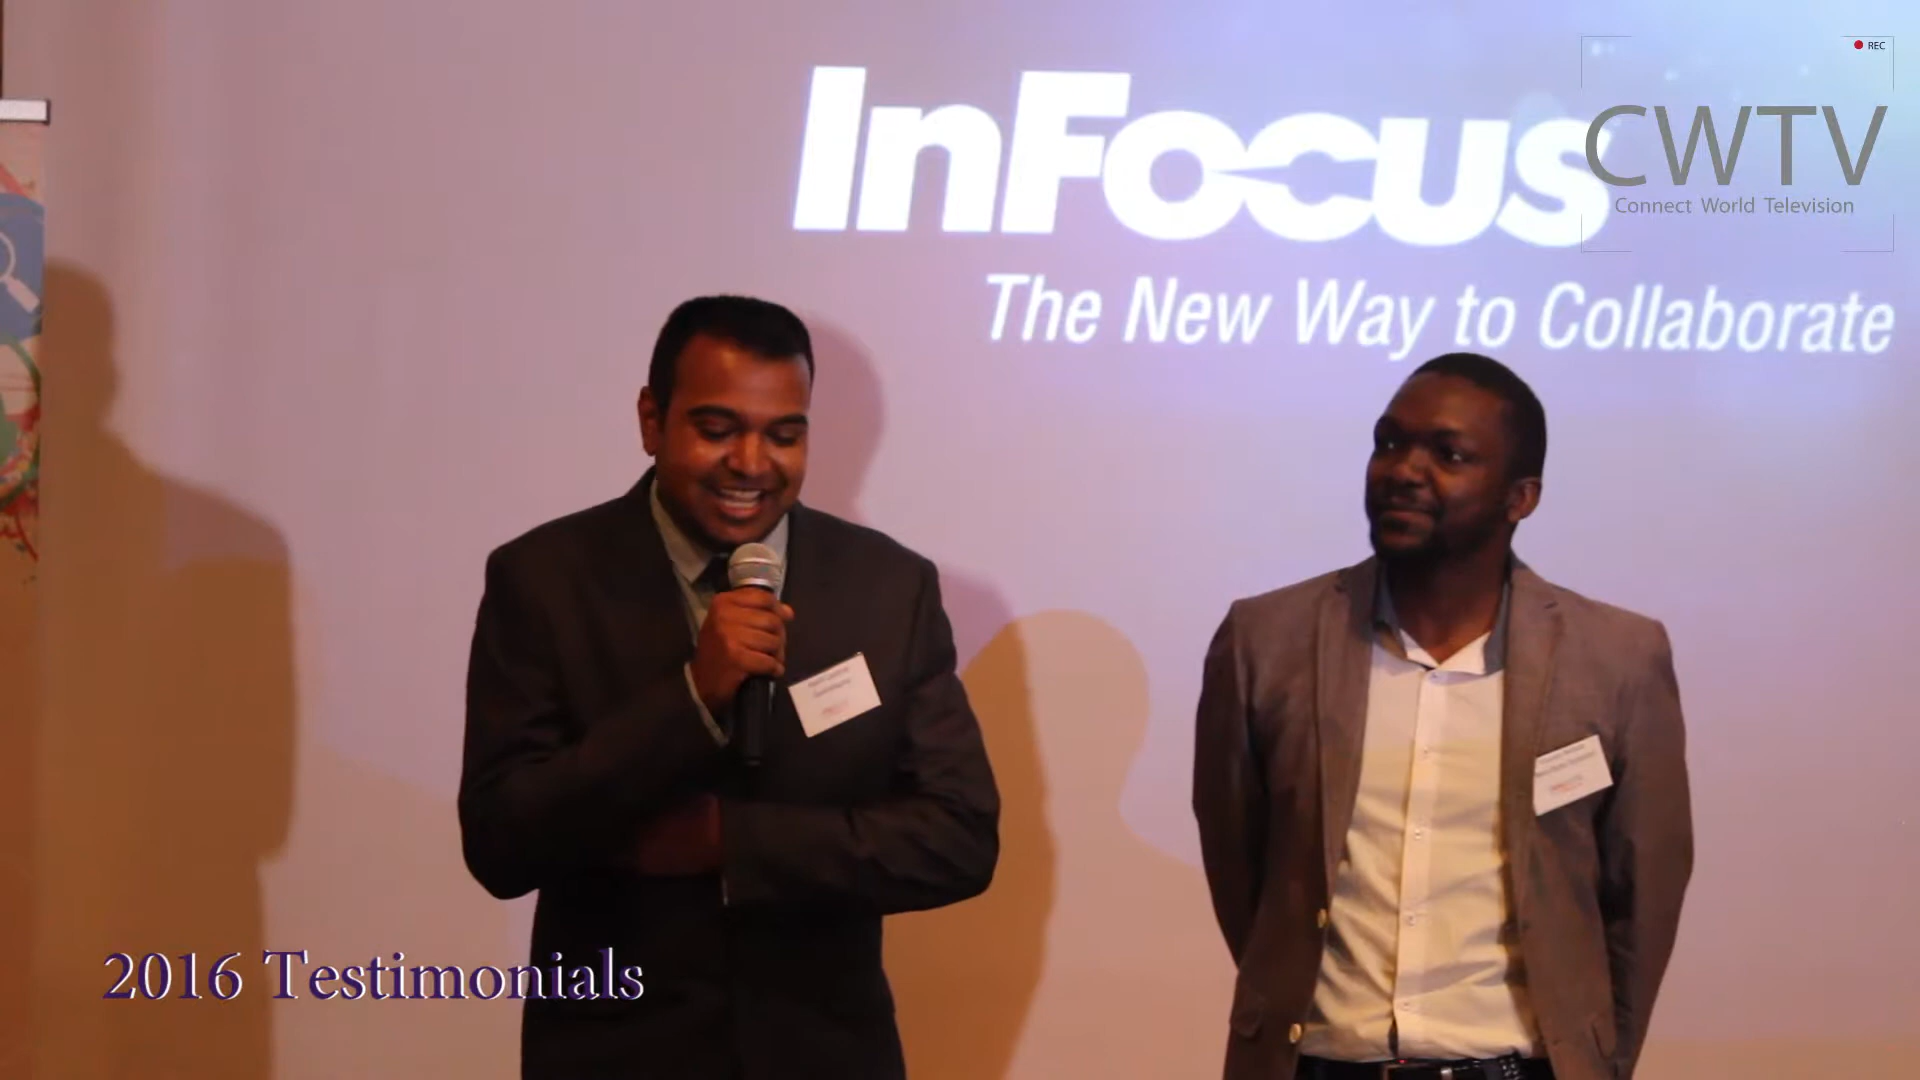 REC
InFocus
CWTV
Connect World Television
The New Way to Collaborate
2016 Testimonials